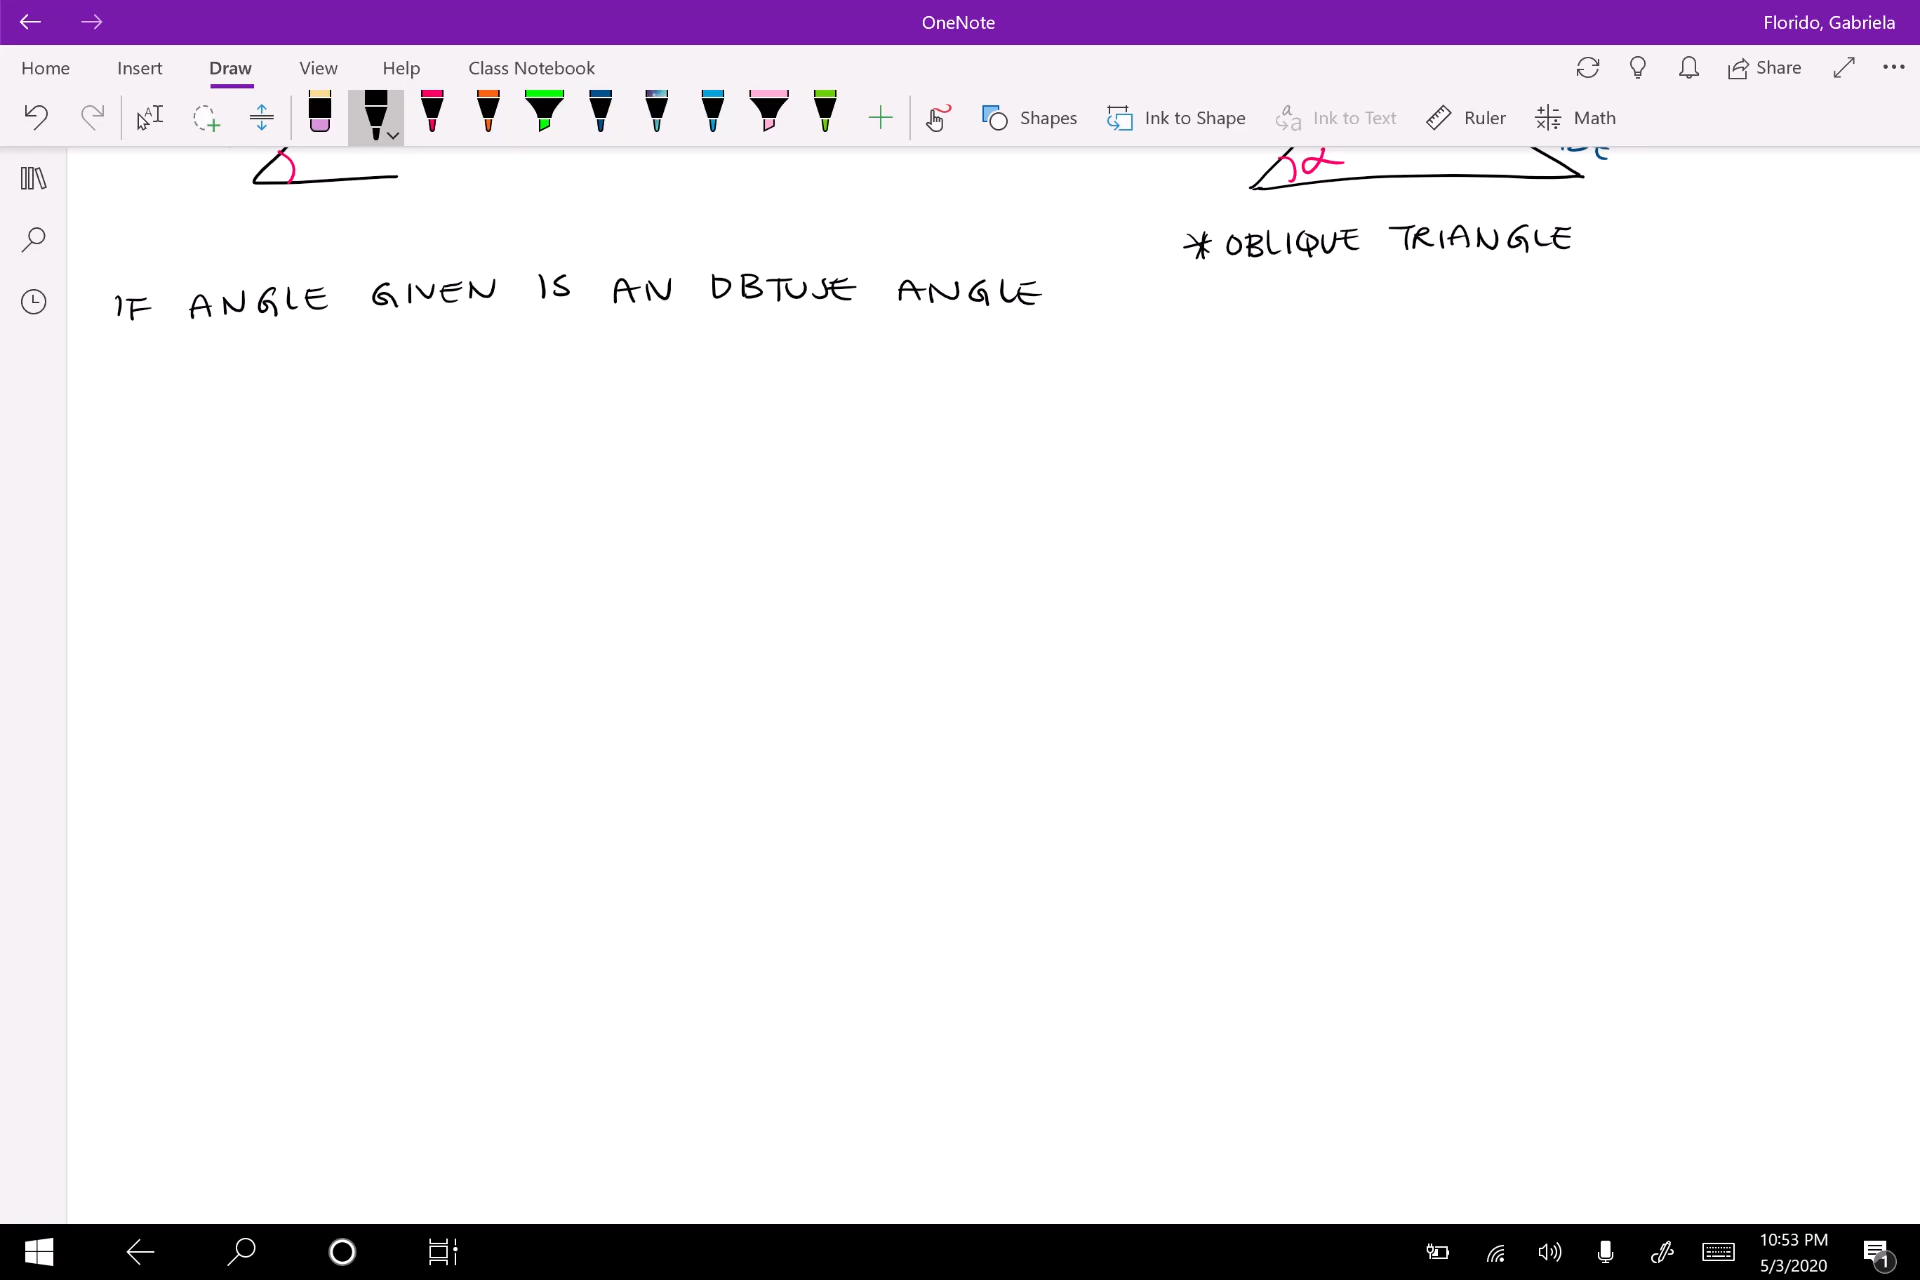 OneNote
Florido, Gabriela
Home Insert Draw View Help Class Notebook
Share
Shapes Ink to Shape Ink to Text Ruler Math
α
* OBLIQUE TRIANGLE
IF ANGLE GIVEN IS AN OBTUSE ANGLE
10:53 PM
5/3/2020
1